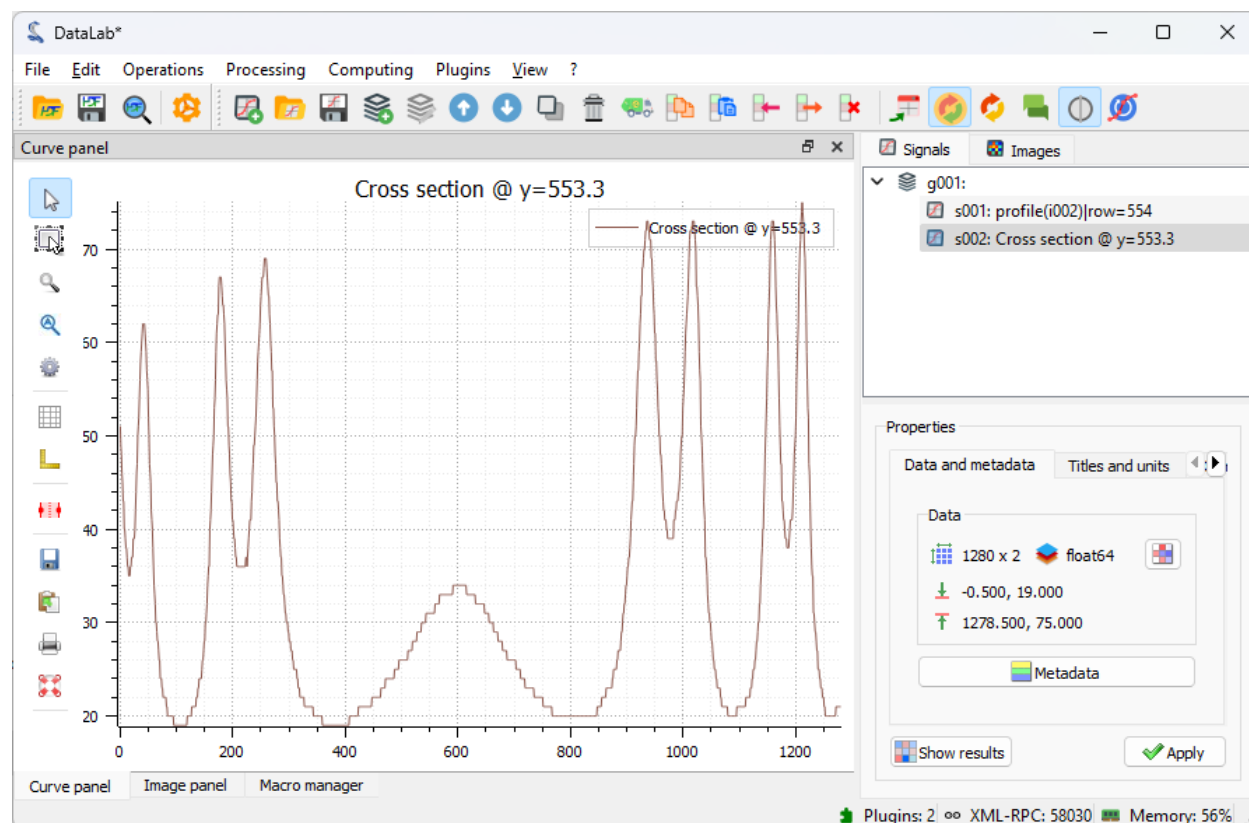 DataLab*
File Edit Operations Processing Computing Plugins View ?
Curve panel
Signals Images
g001:
s001: profile(i002)|row=554
s002: Cross section @ y=553.3
Cross section @ y=553.3
Cross section @ y=553.3
70
60
50
40
30
20
0 200 400 600 800 1000 1200
Properties
Data and metadata Titles and units
Data
1280 x 2 float64
-0.500, 19.000
1278.500, 75.000
Metadata
Show results Apply
Curve panel Image panel Macro manager
Plugins: 2 XML-RPC: 58030 Memory: 56%